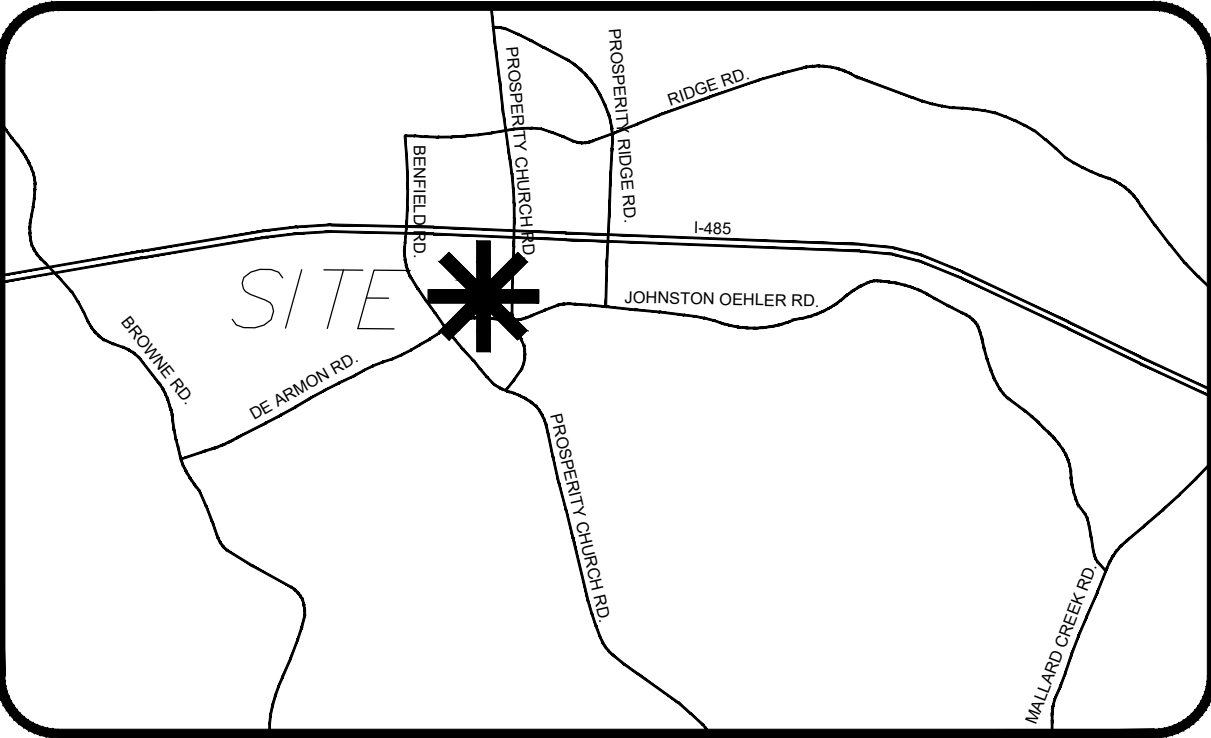 PROSPERITY RIDGE RD.
PROSPERITY CHURCH RD
RIDGE RD.
BENFIELD RD.
I-485
SITE
JOHNSTON OEHLER RD.
BROWNE RD.
DE ARMON RD.
PROSPERITY CHURCH RD.
MALLARD CREEK RD.